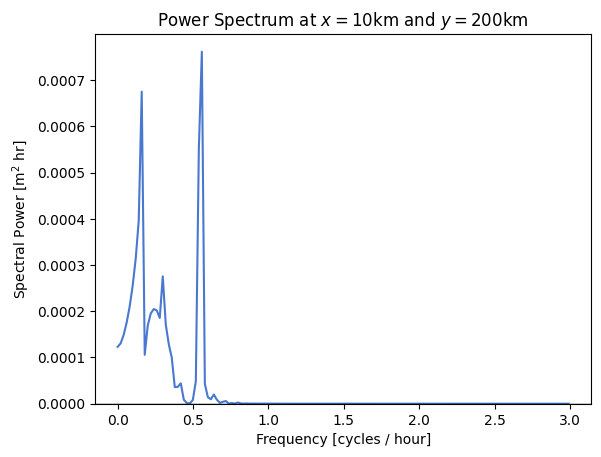 Power Spectrum at x = 10km and y = 200km
Spectral Power [m² hr]
0.0007
0.0006
0.0005
0.0004
0.0003
0.0002
0.0001
0.0000
0.0 0.5 1.0 1.5 2.0 2.5 3.0
Frequency [cycles / hour]